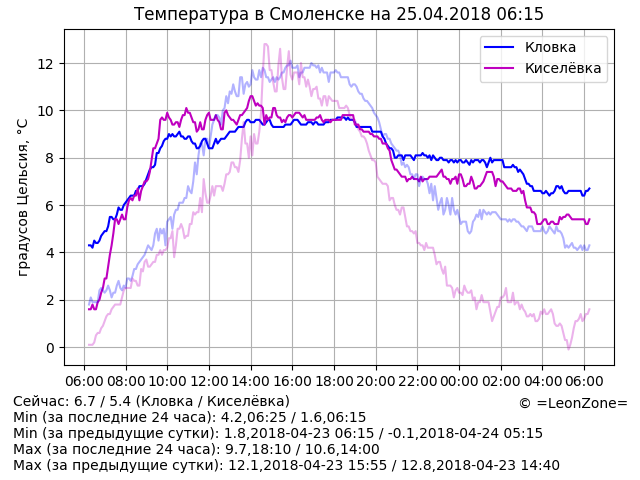 Температура в Смоленске на 25.04.2018 06:15
Кловка
Киселёвка
градусов Цельсия, °C
12
10
8
6
4
2
0
06:00 08:00 10:00 12:00 14:00 16:00 18:00 20:00 22:00 00:00 02:00 04:00 06:00
Сейчас: 6.7 / 5.4 (Кловка / Киселёвка)
© =LeonZone=
Min (за последние 24 часа): 4.2,06:25 / 1.6,06:15
Min (за предыдущие сутки): 1.8,2018-04-23 06:15 / -0.1,2018-04-24 05:15
Max (за последние 24 часа): 9.7,18:10 / 10.6,14:00
Max (за предыдущие сутки): 12.1,2018-04-23 15:55 / 12.8,2018-04-23 14:40